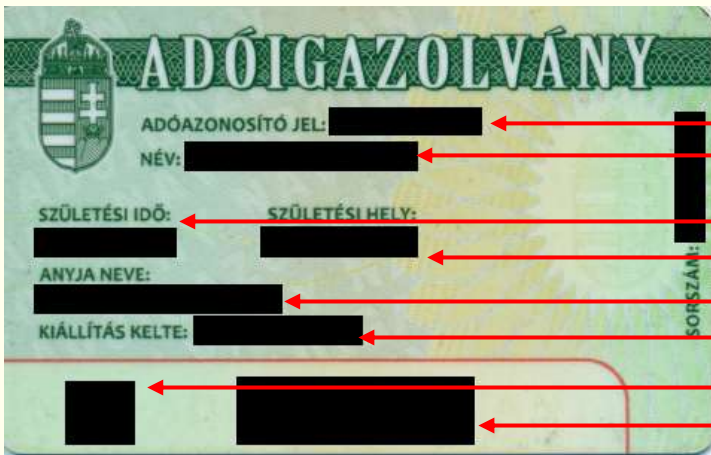 ADÓIGAZOLVÁNY
ADÓAZONOSÍTÓ JEL:
NÉV:
SZÜLETÉSI IDŐ: SZÜLETÉSI HELY:
ANYJA NEVE:
KIÁLLÍTÁS KELTE:
SORSZÁM: